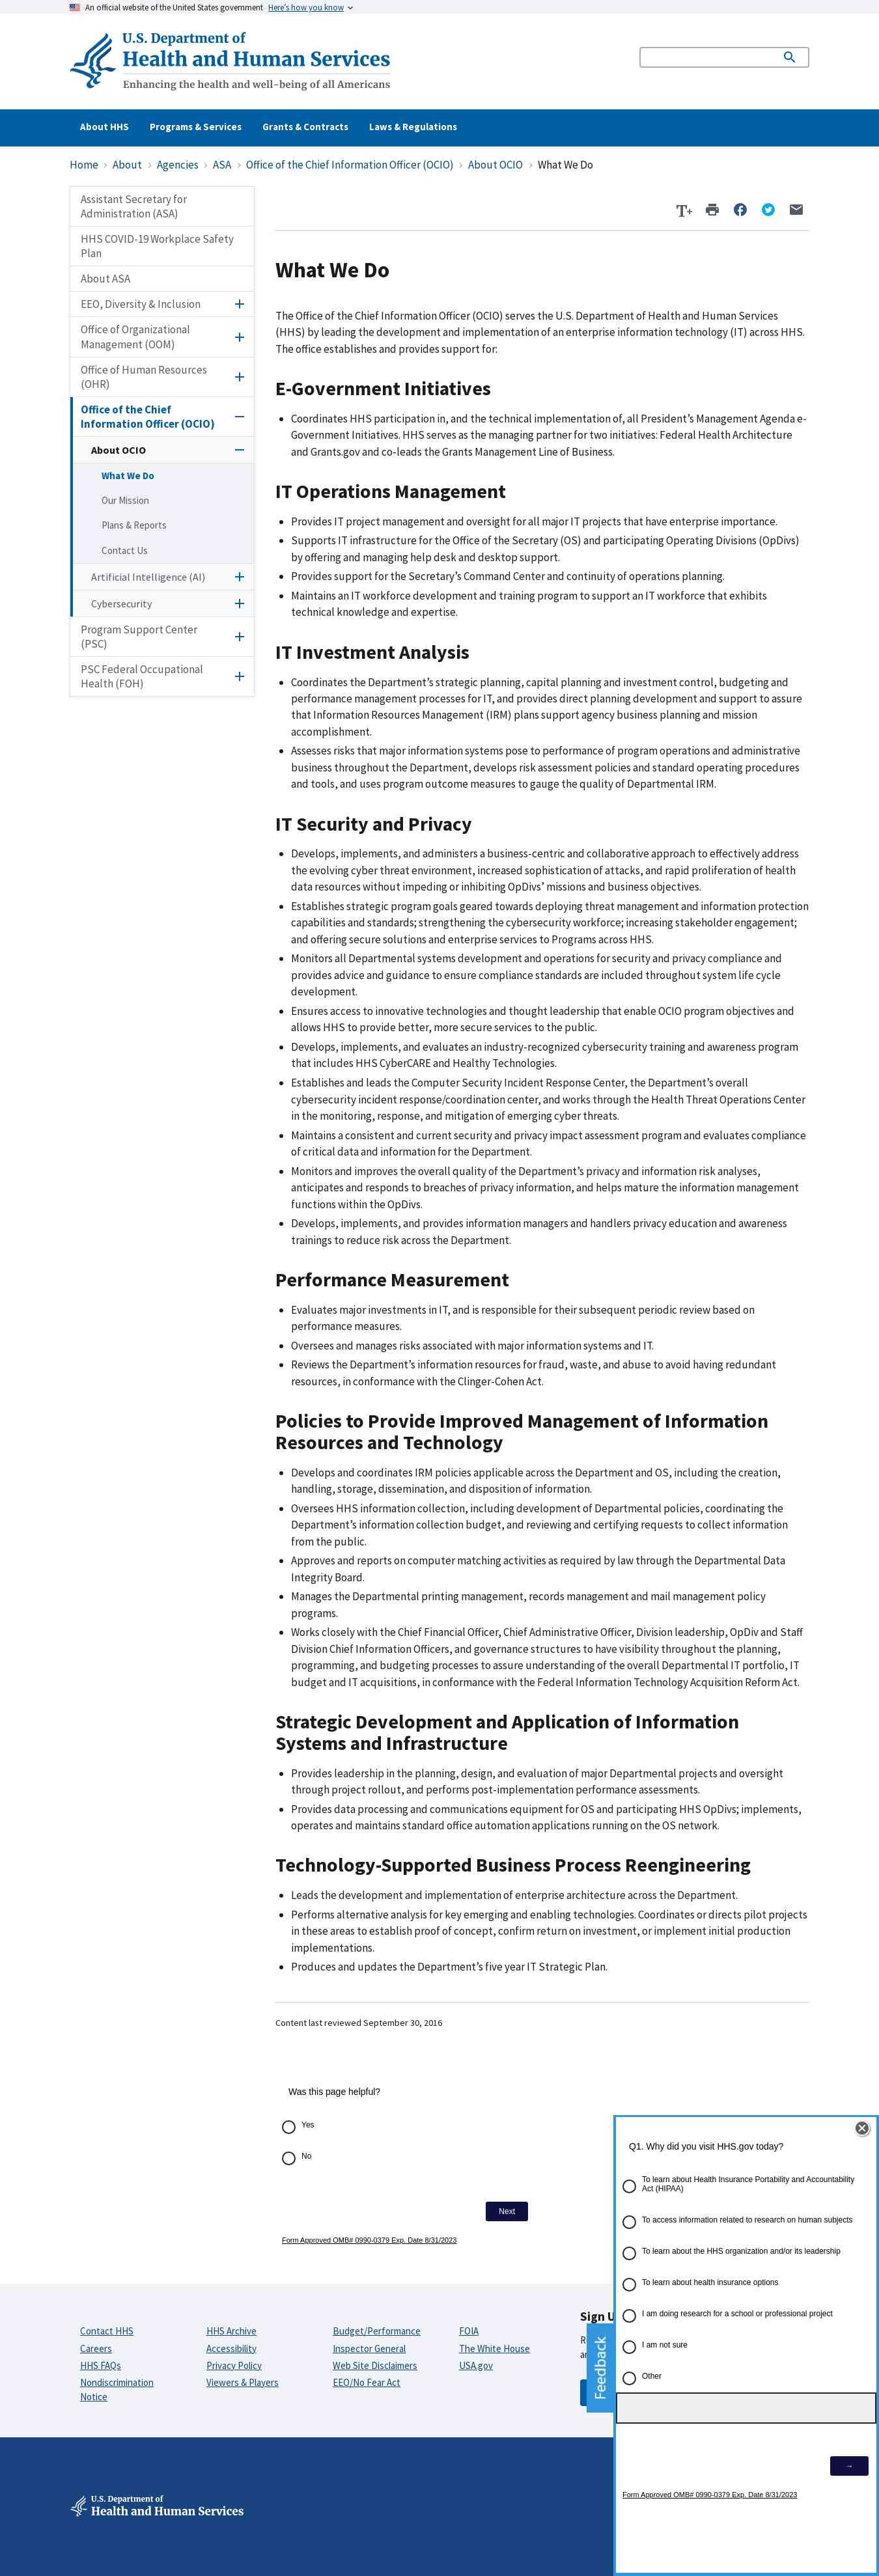 An official website of the United States government Here's how you know
U.S. Department of
Health and Human Services
Enhancing the health and well-being of all Americans
About HHS Programs & Services Grants & Contracts Laws & Regulations
Home › About › Agencies › ASA › Office of the Chief Information Officer (OCIO) › About OCIO › What We Do
Assistant Secretary for
Administration (ASA)
HHS COVID-19 Workplace Safety
Plan
About ASA
EEO, Diversity & Inclusion
Office of Organizational
Management (OOM)
Office of Human Resources
(OHR)
Office of the Chief
Information Officer (OCIO)
About OCIO
What We Do
Our Mission
Plans & Reports
Contact Us
Artificial Intelligence (AI)
Cybersecurity
Program Support Center
(PSC)
PSC Federal Occupational
Health (FOH)
T+
What We Do
The Office of the Chief Information Officer (OCIO) serves the U.S. Department of Health and Human Services
(HHS) by leading the development and implementation of an enterprise information technology (IT) across HHS.
The office establishes and provides support for:
E-Government Initiatives
• Coordinates HHS participation in, and the technical implementation of, all President’s Management Agenda e-
Government Initiatives. HHS serves as the managing partner for two initiatives: Federal Health Architecture
and Grants.gov and co-leads the Grants Management Line of Business.
IT Operations Management
• Provides IT project management and oversight for all major IT projects that have enterprise importance.
• Supports IT infrastructure for the Office of the Secretary (OS) and participating Operating Divisions (OpDivs)
by offering and managing help desk and desktop support.
• Provides support for the Secretary’s Command Center and continuity of operations planning.
• Maintains an IT workforce development and training program to support an IT workforce that exhibits
technical knowledge and expertise.
IT Investment Analysis
• Coordinates the Department’s strategic planning, capital planning and investment control, budgeting and
performance management processes for IT, and provides direct planning development and support to assure
that Information Resources Management (IRM) plans support agency business planning and mission
accomplishment.
• Assesses risks that major information systems pose to performance of program operations and administrative
business throughout the Department, develops risk assessment policies and standard operating procedures
and tools, and uses program outcome measures to gauge the quality of Departmental IRM.
IT Security and Privacy
• Develops, implements, and administers a business-centric and collaborative approach to effectively address
the evolving cyber threat environment, increased sophistication of attacks, and rapid proliferation of health
data resources without impeding or inhibiting OpDivs’ missions and business objectives.
• Establishes strategic program goals geared towards deploying threat management and information protection
capabilities and standards; strengthening the cybersecurity workforce; increasing stakeholder engagement;
and offering secure solutions and enterprise services to Programs across HHS.
• Monitors all Departmental systems development and operations for security and privacy compliance and
provides advice and guidance to ensure compliance standards are included throughout system life cycle
development.
• Ensures access to innovative technologies and thought leadership that enable OCIO program objectives and
allows HHS to provide better, more secure services to the public.
• Develops, implements, and evaluates an industry-recognized cybersecurity training and awareness program
that includes HHS CyberCARE and Healthy Technologies.
• Establishes and leads the Computer Security Incident Response Center, the Department’s overall
cybersecurity incident response/coordination center, and works through the Health Threat Operations Center
in the monitoring, response, and mitigation of emerging cyber threats.
• Maintains a consistent and current security and privacy impact assessment program and evaluates compliance
of critical data and information for the Department.
• Monitors and improves the overall quality of the Department’s privacy and information risk analyses,
anticipates and responds to breaches of privacy information, and helps mature the information management
functions within the OpDivs.
• Develops, implements, and provides information managers and handlers privacy education and awareness
trainings to reduce risk across the Department.
Performance Measurement
• Evaluates major investments in IT, and is responsible for their subsequent periodic review based on
performance measures.
• Oversees and manages risks associated with major information systems and IT.
• Reviews the Department’s information resources for fraud, waste, and abuse to avoid having redundant
resources, in conformance with the Clinger-Cohen Act.
Policies to Provide Improved Management of Information
Resources and Technology
• Develops and coordinates IRM policies applicable across the Department and OS, including the creation,
handling, storage, dissemination, and disposition of information.
• Oversees HHS information collection, including development of Departmental policies, coordinating the
Department’s information collection budget, and reviewing and certifying requests to collect information
from the public.
• Approves and reports on computer matching activities as required by law through the Departmental Data
Integrity Board.
• Manages the Departmental printing management, records management and mail management policy
programs.
• Works closely with the Chief Financial Officer, Chief Administrative Officer, Division leadership, OpDiv and Staff
Division Chief Information Officers, and governance structures to have visibility throughout the planning,
programming, and budgeting processes to assure understanding of the overall Departmental IT portfolio, IT
budget and IT acquisitions, in conformance with the Federal Information Technology Acquisition Reform Act.
Strategic Development and Application of Information
Systems and Infrastructure
• Provides leadership in the planning, design, and evaluation of major Departmental projects and oversight
through project rollout, and performs post-implementation performance assessments.
• Provides data processing and communications equipment for OS and participating HHS OpDivs; implements,
operates and maintains standard office automation applications running on the OS network.
Technology-Supported Business Process Reengineering
• Leads the development and implementation of enterprise architecture across the Department.
• Performs alternative analysis for key emerging and enabling technologies. Coordinates or directs pilot projects
in these areas to establish proof of concept, confirm return on investment, or implement initial production
implementations.
• Produces and updates the Department’s five year IT Strategic Plan.
Content last reviewed September 30, 2016
Was this page helpful?
Yes
No
Next
Form Approved OMB# 0990-0379 Exp. Date 8/31/2023
Q1. Why did you visit HHS.gov today?
To learn about Health Insurance Portability and Accountability
Act (HIPAA)
To access information related to research on human subjects
To learn about the HHS organization and/or its leadership
To learn about health insurance options
I am doing research for a school or professional project
I am not sure
Other
→
Form Approved OMB# 0990-0379 Exp. Date 8/31/2023
Feedback
Contact HHS
Careers
HHS FAQs
Nondiscrimination
Notice
HHS Archive
Accessibility
Privacy Policy
Viewers & Players
Budget/Performance
Inspector General
Web Site Disclaimers
EEO/No Fear Act
FOIA
The White House
USA.gov
Sign
U.S. Department of
Health and Human Services